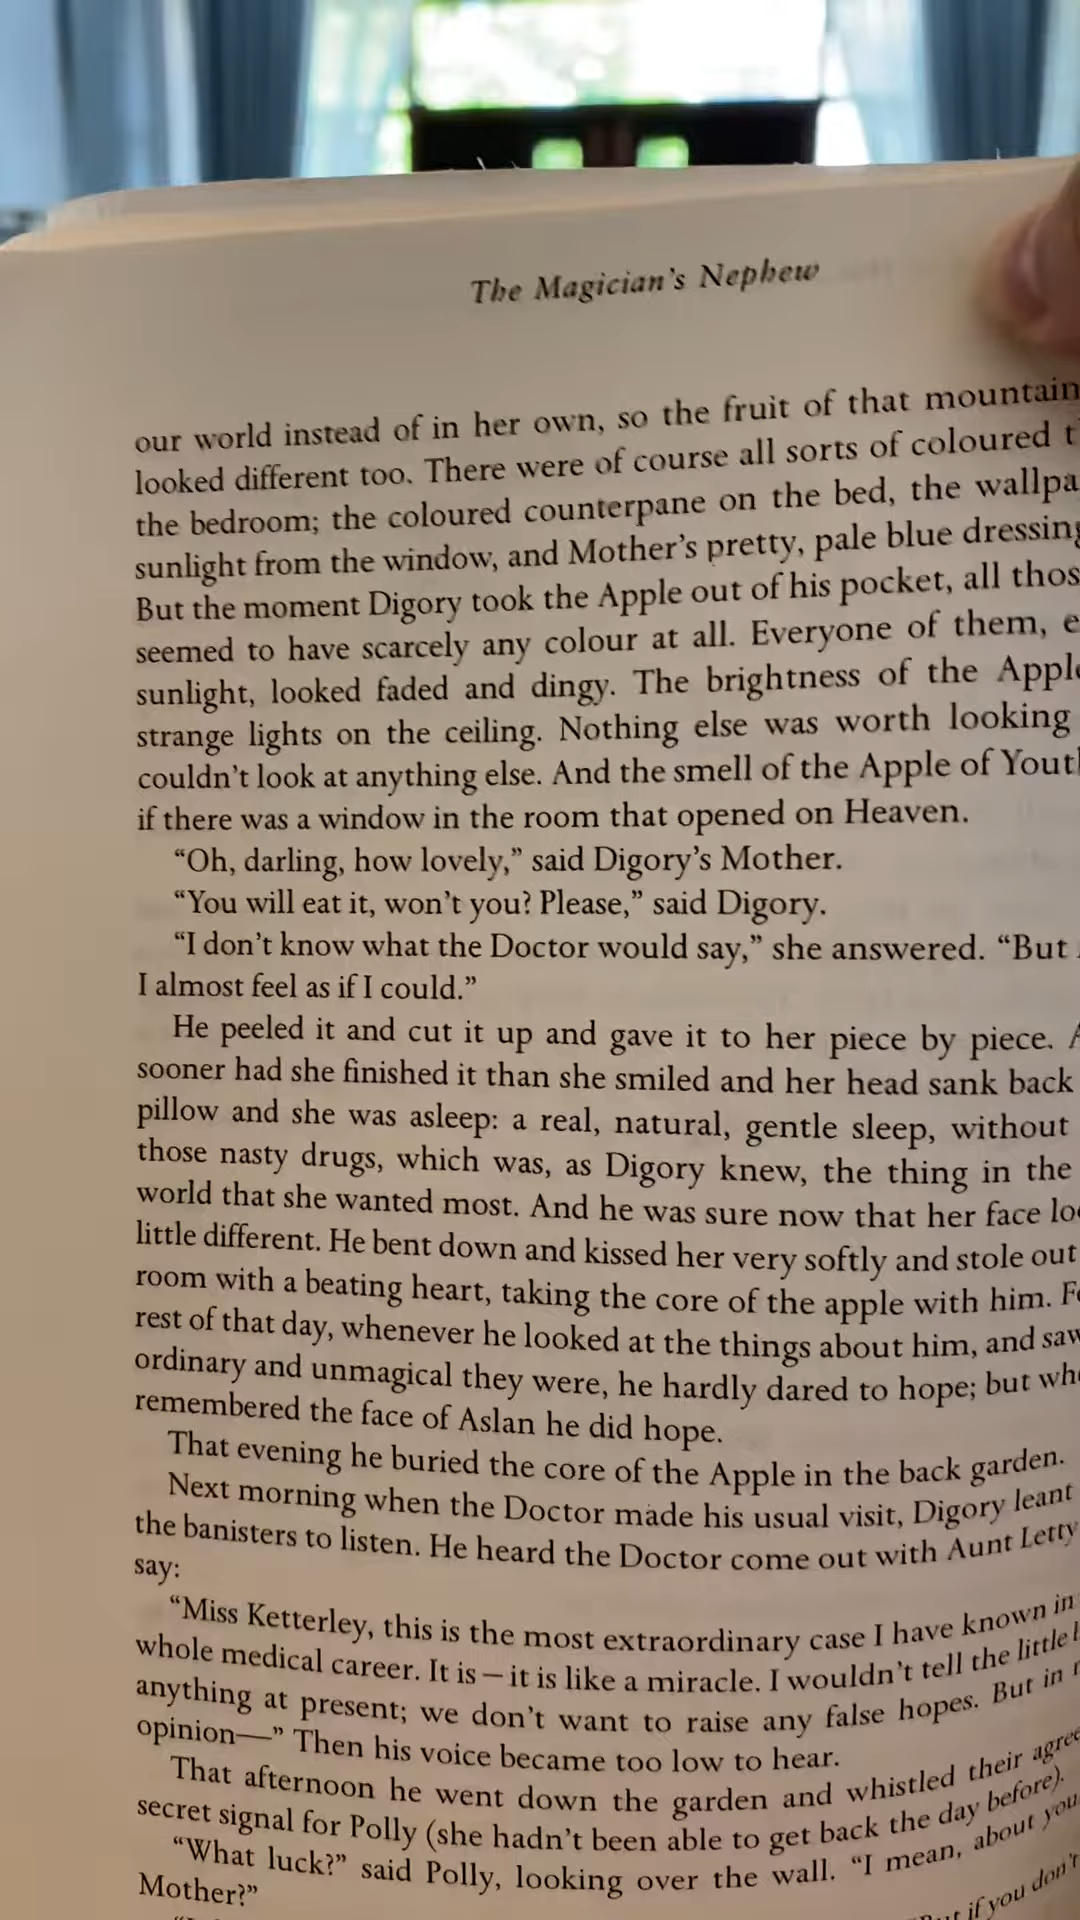 The Magician's Nephew
our world instead of in her own, so the fruit of that mountain
looked different too. There were of course all sorts of coloured
the bedroom; the coloured counterpane on the bed, the
sunlight from the window, and Mother's pretty, pale blue
But the moment Digory took the Apple out of his pocket, all
seemed to have scarcely any colour at all. Everyone of them,
sunlight, looked faded and dingy. The brightness of the
strange lights on the ceiling. Nothing else was worth looking
couldn't look at anything else. And the smell of the Apple of
if there was a window in the room that opened on Heaven.
“Oh, darling, how lovely,” said Digory's Mother.
“You will eat it, won't you? Please,” said Digory.
“I don't know what the Doctor would say,” she answered. “But
I almost feel as if I could.”
He peeled it and cut it up and gave it to her piece by piece.
sooner had she finished it than she smiled and her head sank back
pillow and she was asleep: a real, natural, gentle sleep, without
those nasty drugs, which was, as Digory knew, the thing in the
world that she wanted most. And he was sure now that her face
little different. He bent down and kissed her very softly and stole out
room with a beating heart, taking the core of the apple with him.
rest of that day, whenever he looked at the things about him, and saw
ordinary and unmagical they were, he hardly dared to hope; but
remembered the face of Aslan he did hope.
That evening he buried the core of the Apple in the back garden.
Next morning when the Doctor made his usual visit, Digory leant
the banisters to listen. He heard the Doctor come out with Aunt Letty
say:
“Miss Ketterley, this is the most extraordinary case I have known in
whole medical career. It is – it is like a miracle. I wouldn't tell the little
anything at present; we don't want to raise any false hopes. But in
opinion—” Then his voice became too low to hear.
That afternoon he went down the garden and whistled their
secret signal for Polly (she hadn't been able to get back the day before).
“What luck?” said Polly, looking over the wall. “I mean, about
Mother?”
if you don't